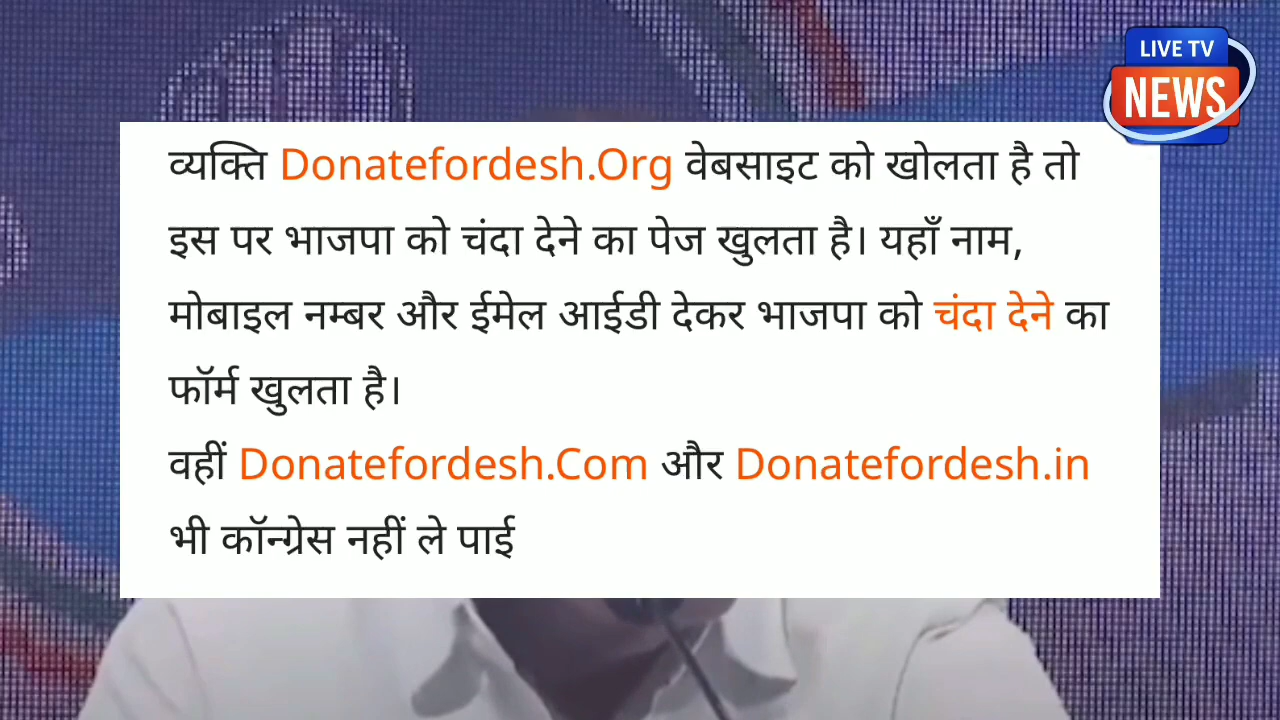 LIVE TV
NEWS
व्यक्ति Donatefordesh.Org वेबसाइट को खोलता है तो
इस पर भाजपा को चंदा देने का पेज खुलता है। यहाँ नाम,
मोबाइल नम्बर और ईमेल आईडी देकर भाजपा को चंदा देने का
फॉर्म खुलता है।
वहीं Donatefordesh.Com और Donatefordesh.in
भी कॉन्ग्रेस नहीं ले पाई